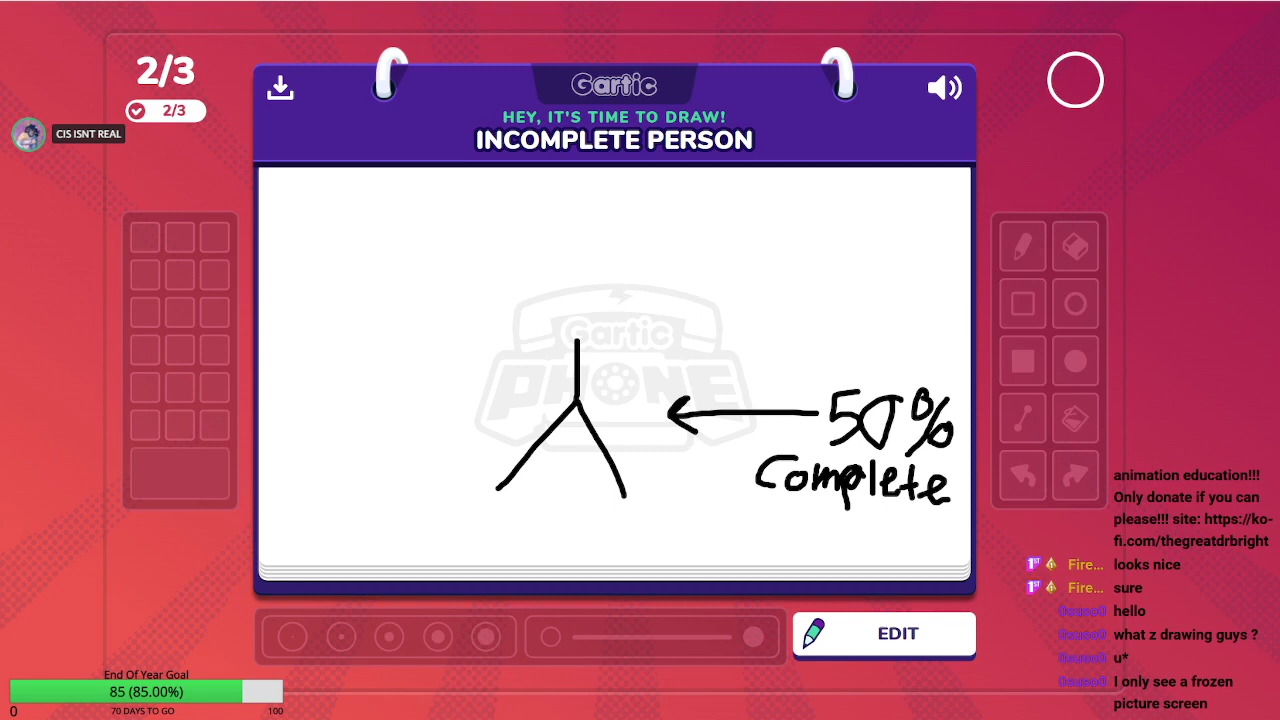 2/3
2/3
CIS ISNT REAL
Gartic
HEY, IT'S TIME TO DRAW!
INCOMPLETE PERSON
Gartic
PHONE
50%
Complete
EDIT
animation education!!!
Only donate if you can
please!!! site: https://ko-
fi.com/thegreatdrbright
1ST Fire... looks nice
1ST Fire... sure
hello
what z drawing guys ?
u*
I only see a frozen
picture screen
End Of Year Goal
85 (85.00%)
0 70 DAYS TO GO 100